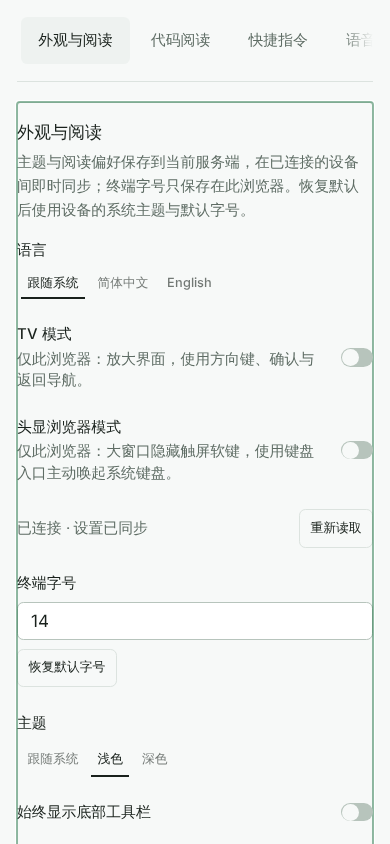 外观与阅读
代码阅读
快捷指令
语音
外观与阅读
主题与阅读偏好保存到当前服务端，在已连接的设备
间即时同步；终端字号只保存在此浏览器。恢复默认
后使用设备的系统主题与默认字号。
语言
跟随系统
简体中文
English
TV 模式
仅此浏览器：放大界面，使用方向键、确认与
返回导航。
头显浏览器模式
仅此浏览器：大窗口隐藏触屏软键，使用键盘
入口主动唤起系统键盘。
已连接 · 设置已同步
重新读取
终端字号
14
恢复默认字号
主题
跟随系统
浅色
深色
始终显示底部工具栏